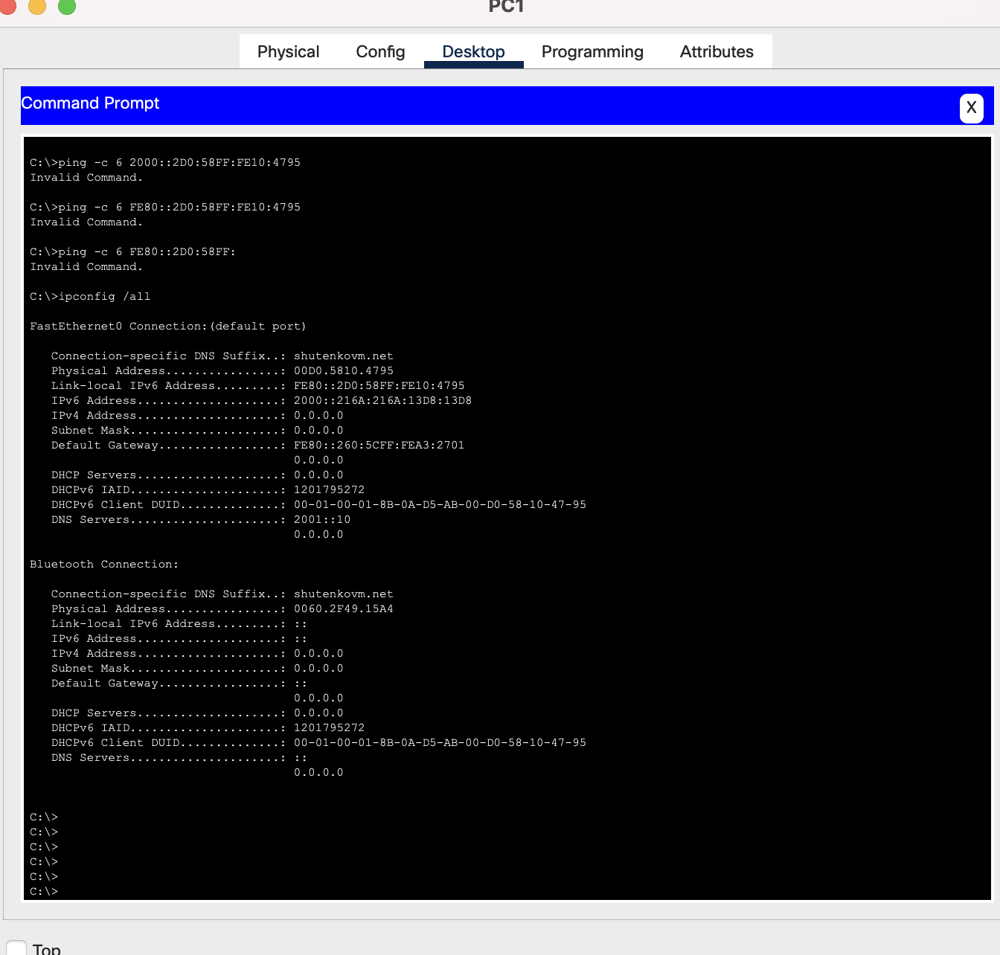 PC1
Physical Config Desktop Programming Attributes
Command Prompt
X
C:\>ping -c 6 2000::2D0:58FF:FE10:4795
Invalid Command.
C:\>ping -c 6 FE80::2D0:58FF:FE10:4795
Invalid Command.
C:\>ping -c 6 FE80::2D0:58FF:
Invalid Command.
C:\>ipconfig /all
FastEthernet0 Connection:(default port)
Connection-specific DNS Suffix..: shutenkovm.net
Physical Address................: 00D0.5810.4795
Link-local IPv6 Address.........: FE80::2D0:58FF:FE10:4795
IPv6 Address....................: 2000::216A:216A:13D8:13D8
IPv4 Address....................: 0.0.0.0
Subnet Mask.....................: 0.0.0.0
Default Gateway.................: FE80::260:5CFF:FEA3:2701
0.0.0.0
DHCP Servers....................: 0.0.0.0
DHCPv6 IAID.....................: 1201795272
DHCPv6 Client DUID..............: 00-01-00-01-8B-0A-D5-AB-00-D0-58-10-47-95
DNS Servers.....................: 2001::10
0.0.0.0
Bluetooth Connection:
Connection-specific DNS Suffix..: shutenkovm.net
Physical Address................: 0060.2F49.15A4
Link-local IPv6 Address.........: ::
IPv6 Address....................: ::
IPv4 Address....................: 0.0.0.0
Subnet Mask.....................: 0.0.0.0
Default Gateway.................: ::
0.0.0.0
DHCP Servers....................: 0.0.0.0
DHCPv6 IAID.....................: 1201795272
DHCPv6 Client DUID..............: 00-01-00-01-8B-0A-D5-AB-00-D0-58-10-47-95
DNS Servers.....................: ::
0.0.0.0
C:\>
C:\>
C:\>
C:\>
C:\>
C:\>
Top